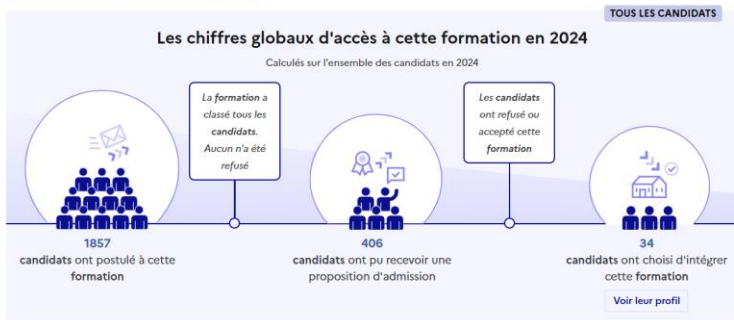 TOUS LES CANDIDATS
Les chiffres globaux d'accès à cette formation en 2024
Calculés sur l'ensemble des candidats en 2024
La formation a
classé tous les
candidats.
Aucun n'a été
refusé
Les candidats
ont refusé ou
accepté cette
formation
1857
candidats ont postulé à cette
formation
406
candidats ont pu recevoir une
proposition d'admission
34
candidats ont choisi d'intégrer
cette formation
Voir leur profil